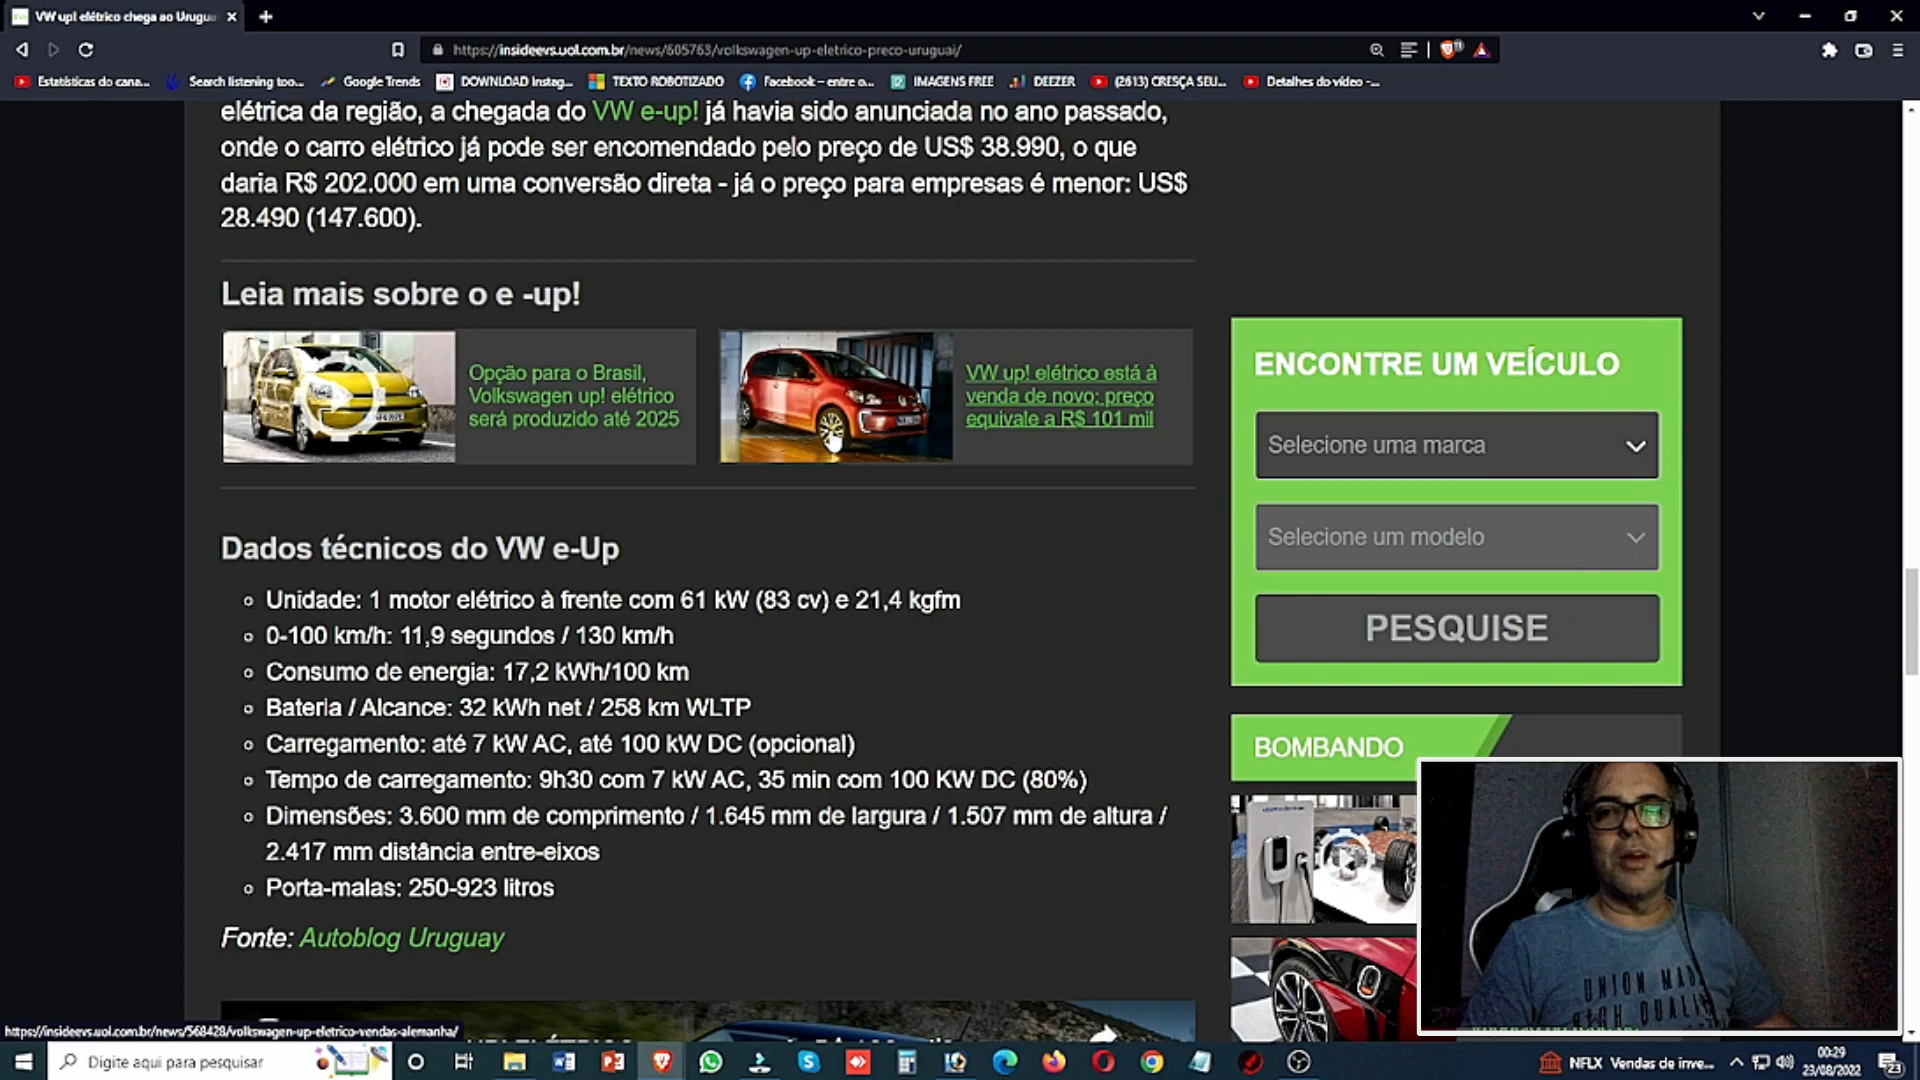 VW up! elétrico chega ao Urugua
https://insideevs.uol.com.br/news/605763/volkswagen-up-eletrico-preco-uruguai/
Estatísticas do cana...
Search listening too...
Google Trends
DOWNLOAD Instag...
TEXTO ROBOTIZADO
Facebook – entre o...
IMAGENS FREE
DEEZER
(2613) CRESÇA SEU...
Detalhes do vídeo -...
elétrica da região, a chegada do VW e-up! já havia sido anunciada no ano passado,
onde o carro elétrico já pode ser encomendado pelo preço de US$ 38.990, o que
daria R$ 202.000 em uma conversão direta - já o preço para empresas é menor: US$
28.490 (147.600).
Leia mais sobre o e -up!
Opção para o Brasil,
Volkswagen up! elétrico
será produzido até 2025
VW up! elétrico está à
venda de novo; preço
equivale a R$ 101 mil
Dados técnicos do VW e-Up
Unidade: 1 motor elétrico à frente com 61 kW (83 cv) e 21,4 kgfm
0-100 km/h: 11,9 segundos / 130 km/h
Consumo de energia: 17,2 kWh/100 km
Bateria / Alcance: 32 kWh net / 258 km WLTP
Carregamento: até 7 kW AC, até 100 kW DC (opcional)
Tempo de carregamento: 9h30 com 7 kW AC, 35 min com 100 KW DC (80%)
Dimensões: 3.600 mm de comprimento / 1.645 mm de largura / 1.507 mm de altura /
2.417 mm distância entre-eixos
Porta-malas: 250-923 litros
Fonte: Autoblog Uruguay
ENCONTRE UM VEÍCULO
Selecione uma marca
Selecione um modelo
PESQUISE
BOMBANDO
UNION MADE
HIGH QUALI
https://insideevs.uol.com.br/news/568428/volkswagen-up-eletrico-vendas-alemanha/
Digite aqui para pesquisar
NFLX Vendas de inve...
00:29
23/08/2022
23